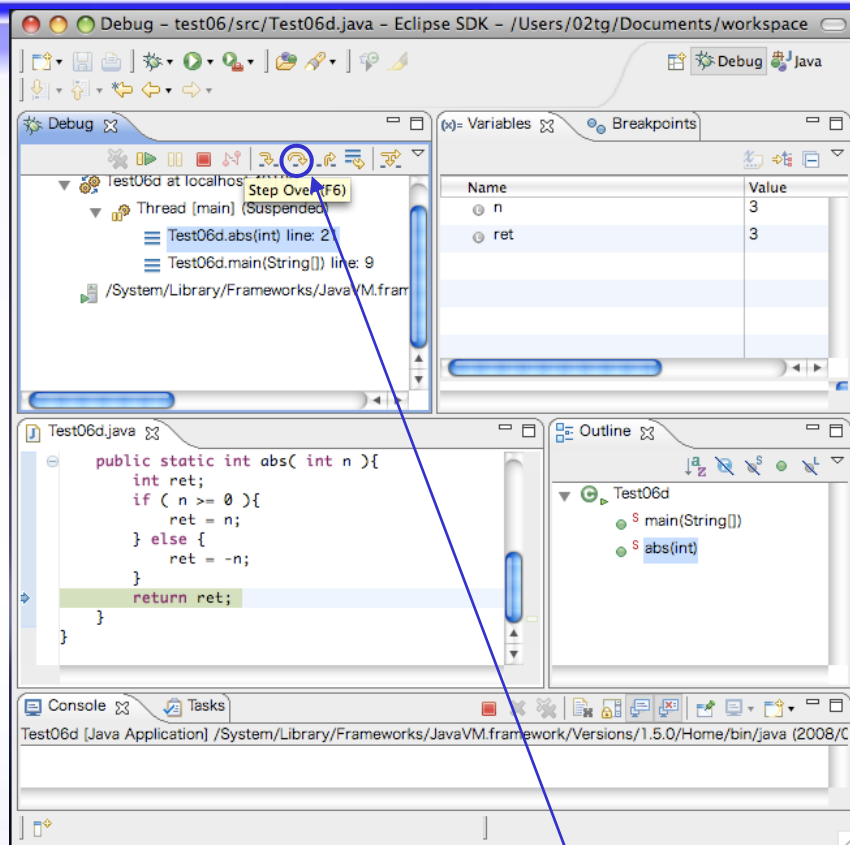 Debug - test06/src/Test06d.java - Eclipse SDK - /Users/02tg/Documents/workspace
Debug
Java
Debug
Variables
Breakpoints
Test06d at localhost
Step Over (F6)
Thread [main] (Suspended)
Test06d.abs(int) line: 21
Test06d.main(String[]) line: 9
/System/Library/Frameworks/JavaVM.fram
Name Value
n 3
ret 3
Test06d.java
public static int abs( int n ){
int ret;
if ( n >= 0 ){
ret = n;
} else {
ret = -n;
}
return ret;
}
}
Outline
Test06d
main(String[])
abs(int)
Console
Tasks
Test06d [Java Application] /System/Library/Frameworks/JavaVM.framework/Versions/1.5.0/Home/bin/java (2008/0